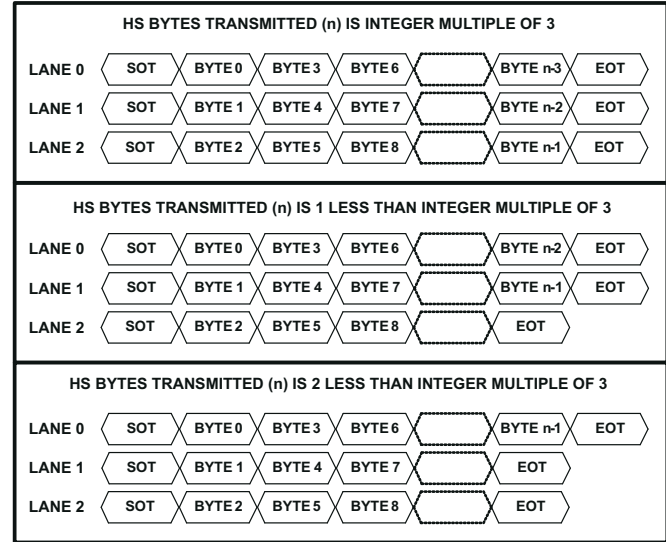 HS BYTES TRANSMITTED (n) IS INTEGER MULTIPLE OF 3
LANE 0 SOT BYTE 0 BYTE 3 BYTE 6 BYTE n-3 EOT
LANE 1 SOT BYTE 1 BYTE 4 BYTE 7 BYTE n-2 EOT
LANE 2 SOT BYTE 2 BYTE 5 BYTE 8 BYTE n-1 EOT
HS BYTES TRANSMITTED (n) IS 1 LESS THAN INTEGER MULTIPLE OF 3
LANE 0 SOT BYTE 0 BYTE 3 BYTE 6 BYTE n-2 EOT
LANE 1 SOT BYTE 1 BYTE 4 BYTE 7 BYTE n-1 EOT
LANE 2 SOT BYTE 2 BYTE 5 BYTE 8 EOT
HS BYTES TRANSMITTED (n) IS 2 LESS THAN INTEGER MULTIPLE OF 3
LANE 0 SOT BYTE 0 BYTE 3 BYTE 6 BYTE n-1 EOT
LANE 1 SOT BYTE 1 BYTE 4 BYTE 7 EOT
LANE 2 SOT BYTE 2 BYTE 5 BYTE 8 EOT